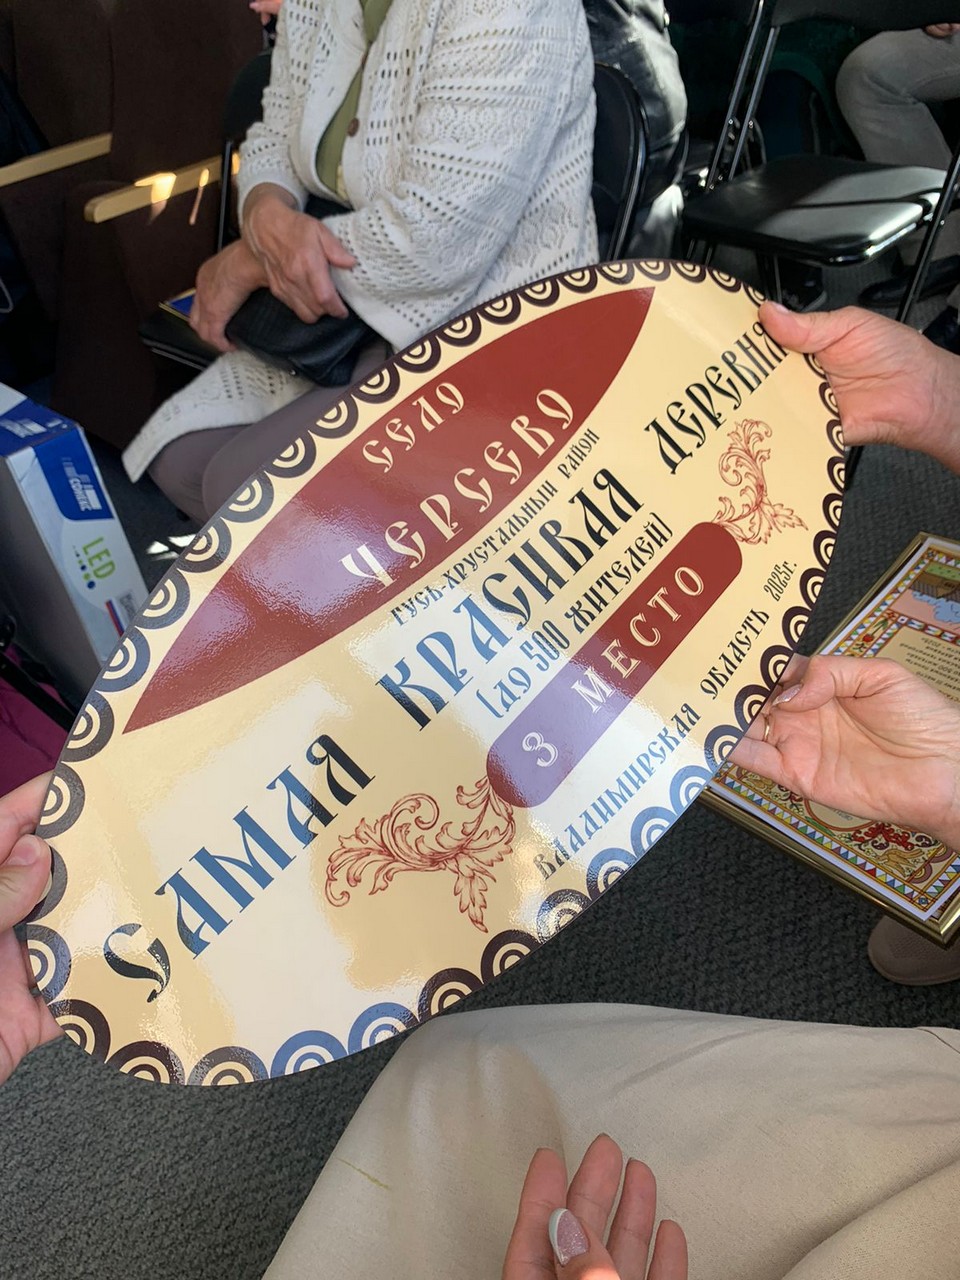 СЕЛО
ЧЕРСЕВО
ГУСЬ-ХРУСТАЛЬНЫЙ РАЙОН
САМАЯ КРАСИВАЯ ДЕРЕВНЯ
(ДО 500 ЖИТЕЛЕЙ)
3 МЕСТО
ВЛАДИМИРСКАЯ ОБЛАСТЬ 2025г.
LED